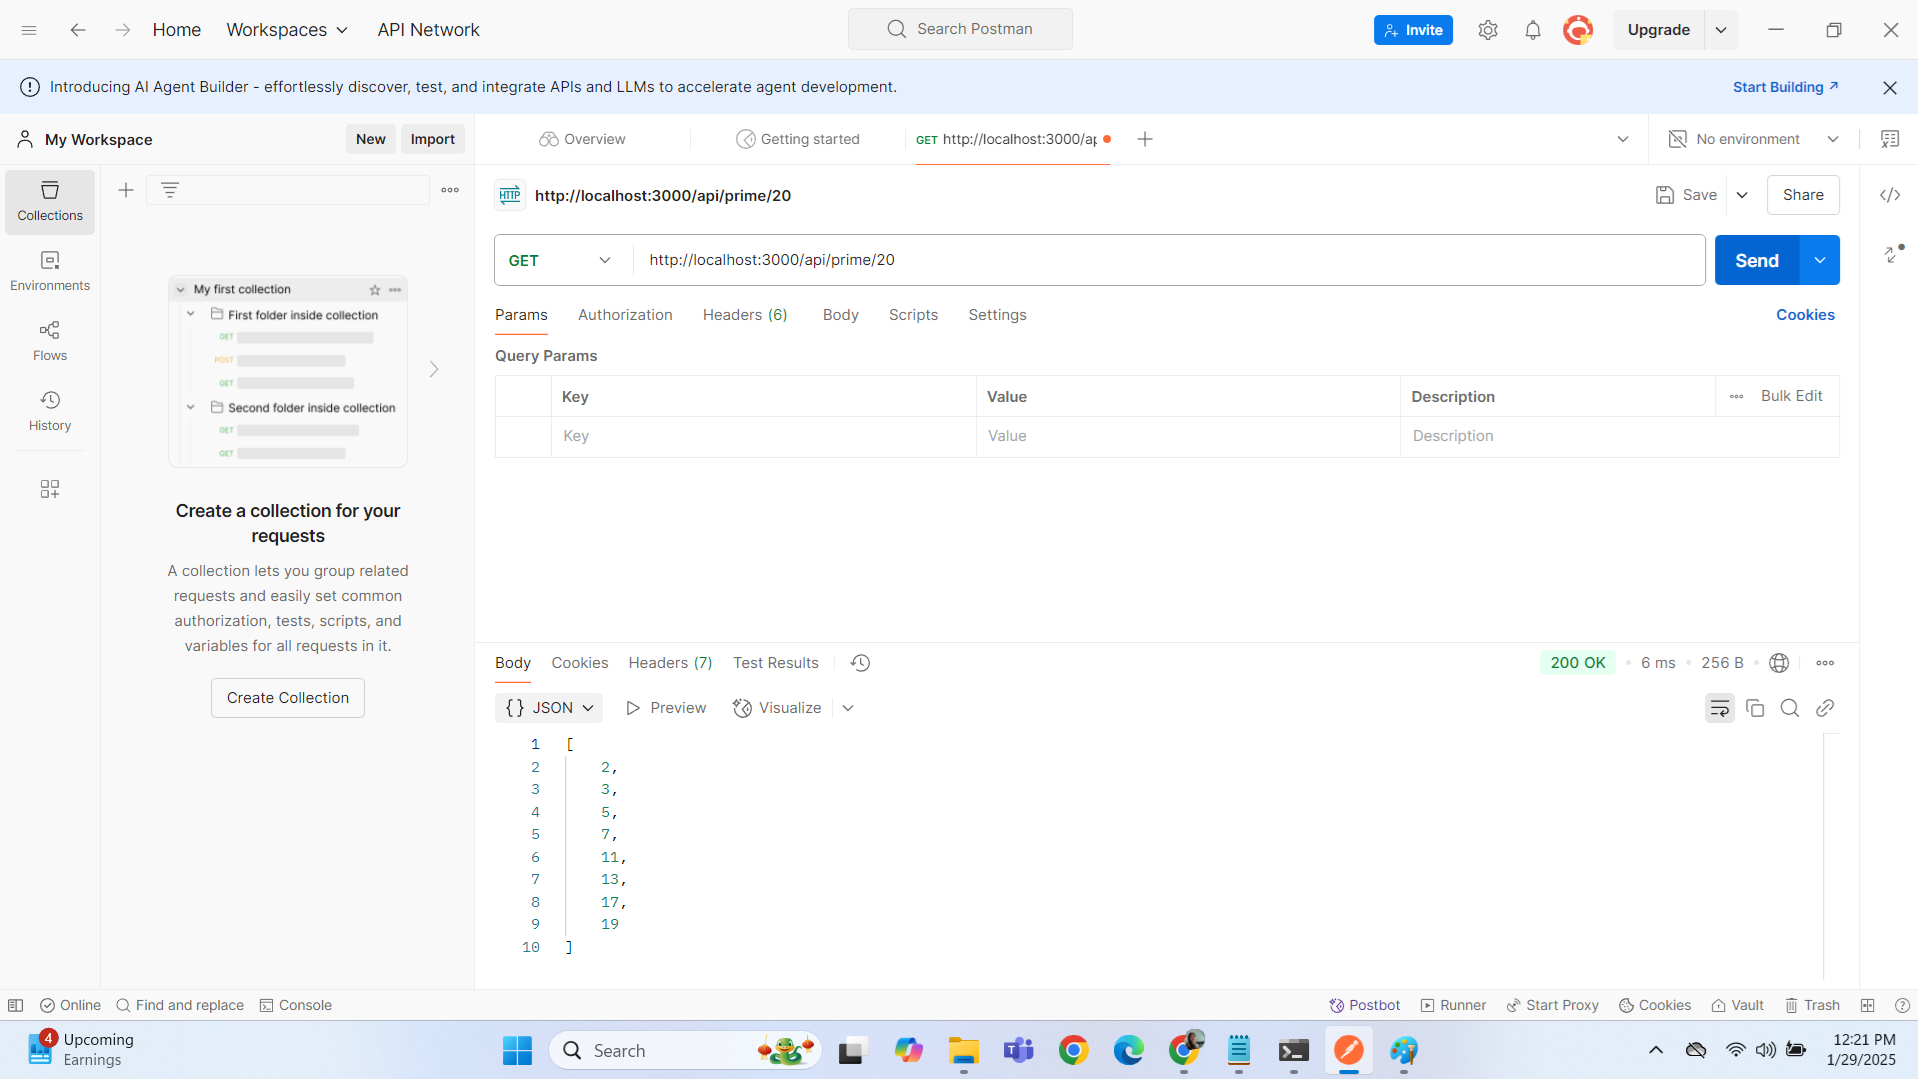 Home Workspaces API Network Search Postman Invite Upgrade
Introducing AI Agent Builder - effortlessly discover, test, and integrate APIs and LLMs to accelerate agent development. Start Building
My Workspace New Import Overview Getting started GET http://localhost:3000/ap No environment
Collections
Environments
Flows
History
My first collection
First folder inside collection
GET
POST
GET
Second folder inside collection
GET
GET
Create a collection for your
requests
A collection lets you group related
requests and easily set common
authorization, tests, scripts, and
variables for all requests in it.
Create Collection
HTTP http://localhost:3000/api/prime/20 Save Share
GET http://localhost:3000/api/prime/20 Send
Params Authorization Headers (6) Body Scripts Settings Cookies
Query Params
Key Value Description Bulk Edit
Key Value Description
Body Cookies Headers (7) Test Results 200 OK 6 ms 256 B
{} JSON Preview Visualize
1 [
2 2,
3 3,
4 5,
5 7,
6 11,
7 13,
8 17,
9 19
10 ]
Online Find and replace Console Postbot Runner Start Proxy Cookies Vault Trash
4 Upcoming
Earnings
Search
12:21 PM
1/29/2025